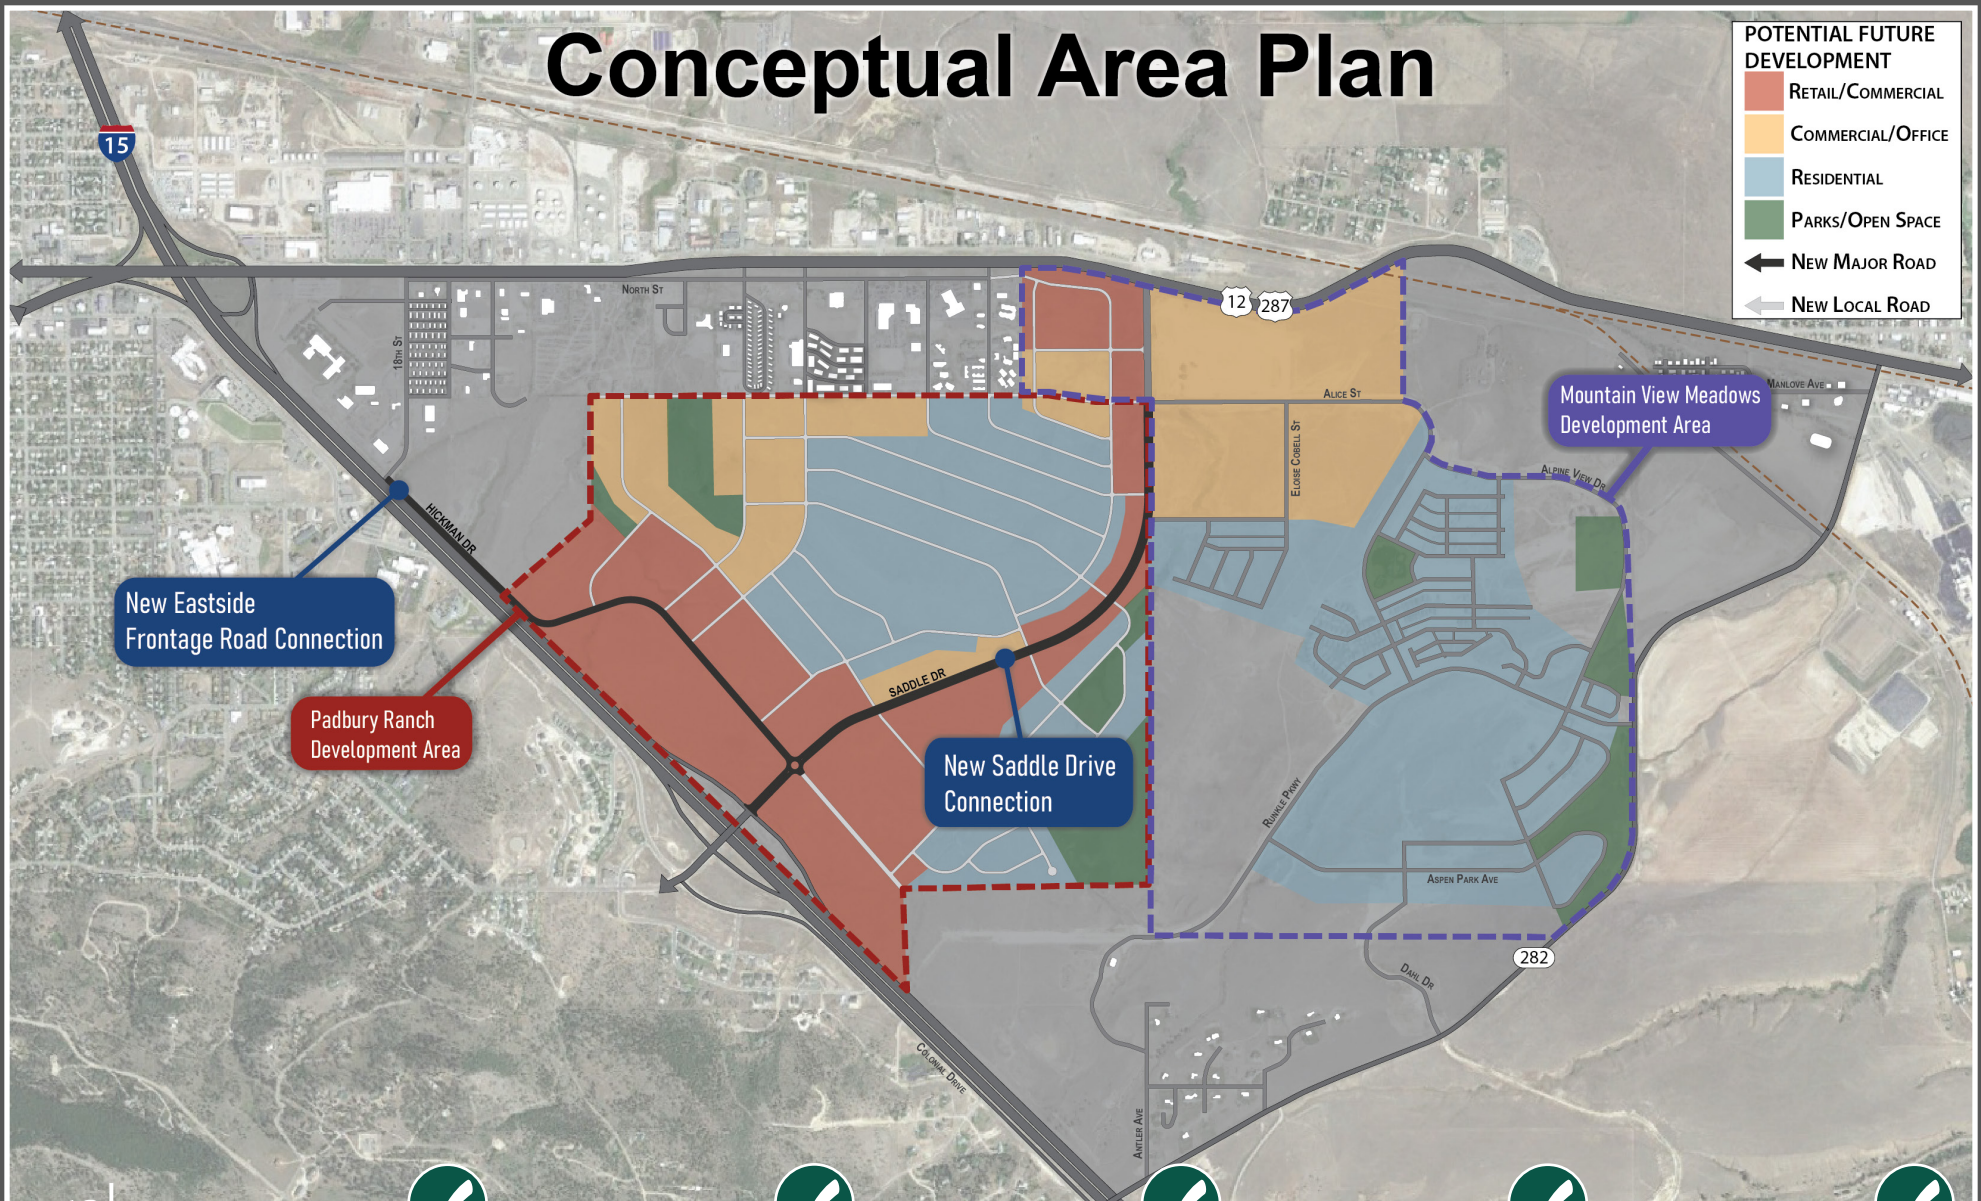 Conceptual Area Plan
POTENTIAL FUTURE
DEVELOPMENT
RETAIL/COMMERCIAL
COMMERCIAL/OFFICE
RESIDENTIAL
PARKS/OPEN SPACE
NEW MAJOR ROAD
NEW LOCAL ROAD
15
NORTH ST
18TH ST
12
287
ALICE ST
ELOISE COBELL ST
MANLOVE AVE
Mountain View Meadows
Development Area
ALPINE VIEW DR
HICKMAN DR
New Eastside
Frontage Road Connection
Padbury Ranch
Development Area
SADDLE DR
New Saddle Drive
Connection
RUNKLE PKWY
ASPEN PARK AVE
282
DAHL DR
COLONIAL DRIVE
ANTLER AVE